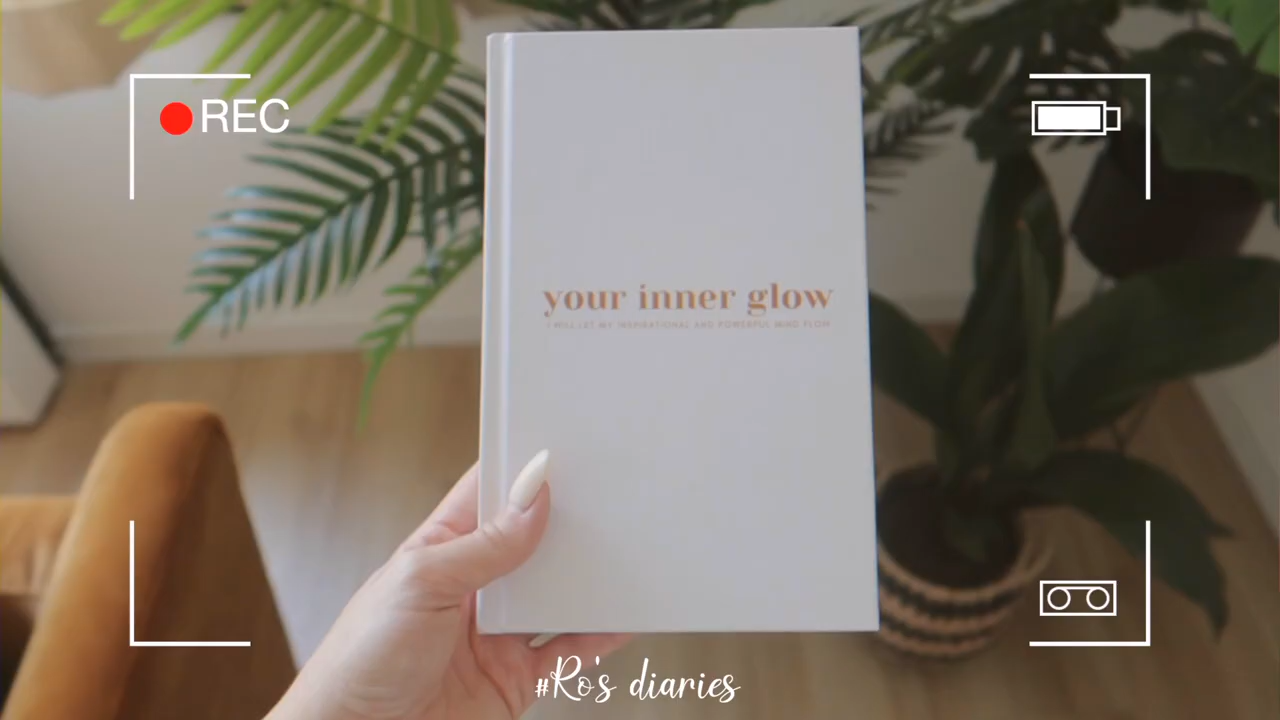 REC
your inner glow
I WILL LET MY INSPIRATIONAL AND POWERFUL MIND FLOW
#Ro's diaries